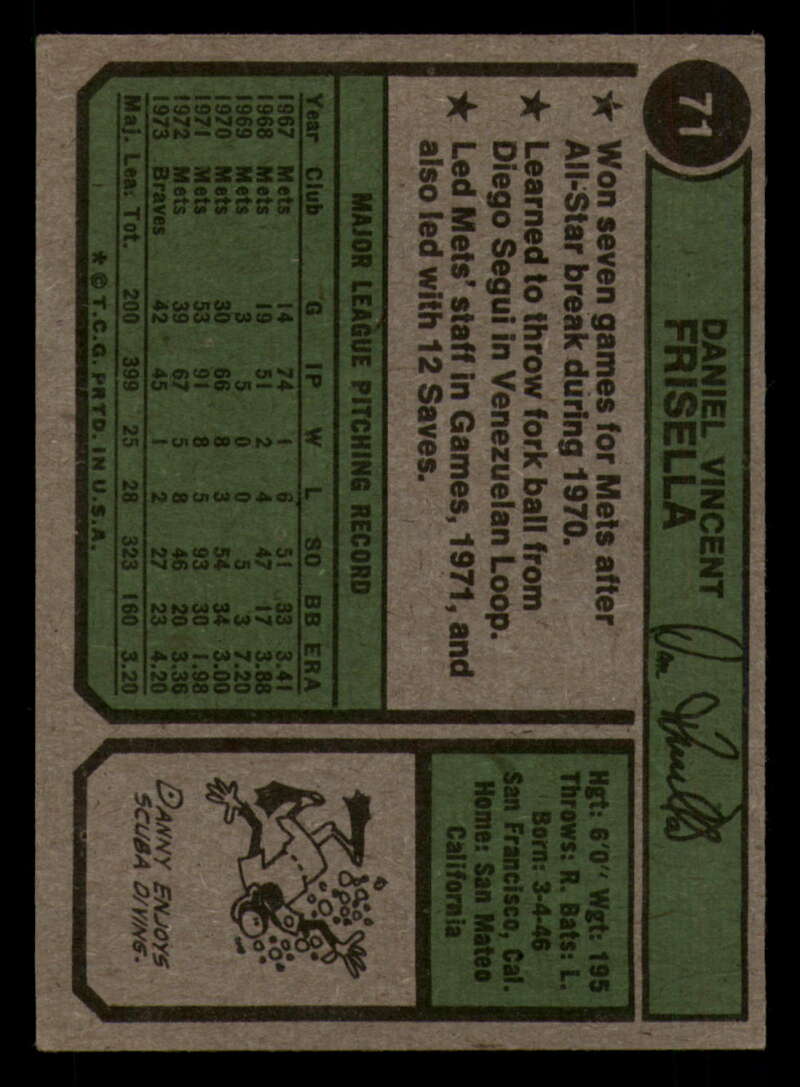 71
DANIEL VINCENT
FRISELLA
Dan Frisella
★ Won seven games for Mets after
All-Star break during 1970.
★ Learned to throw fork ball from
Diego Segui in Venezuelan Loop.
★ Led Mets' staff in Games, 1971, and
also led with 12 Saves.
MAJOR LEAGUE PITCHING RECORD
Year Club G IP W L SO BB ERA
1967 Mets 14 74 1 6 51 33 3.41
1968 Mets 19 51 2 4 47 17 3.88
1969 Mets 3 5 0 0 5 3 7.20
1970 Mets 30 66 8 3 54 34 3.00
1971 Mets 53 91 8 5 93 30 1.98
1972 Mets 39 67 5 8 46 20 3.36
1973 Braves 42 45 1 2 27 23 4.20
Maj. Lea. Tot. 200 399 25 28 323 160 3.20
* © T.C.G. PRTD. IN U.S.A.
Hgt: 6'0" Wgt: 195
Throws: R. Bats: L.
Born: 3-4-46
San Francisco, Cal.
Home: San Mateo
California
DANNY ENJOYS
SCUBA DIVING.